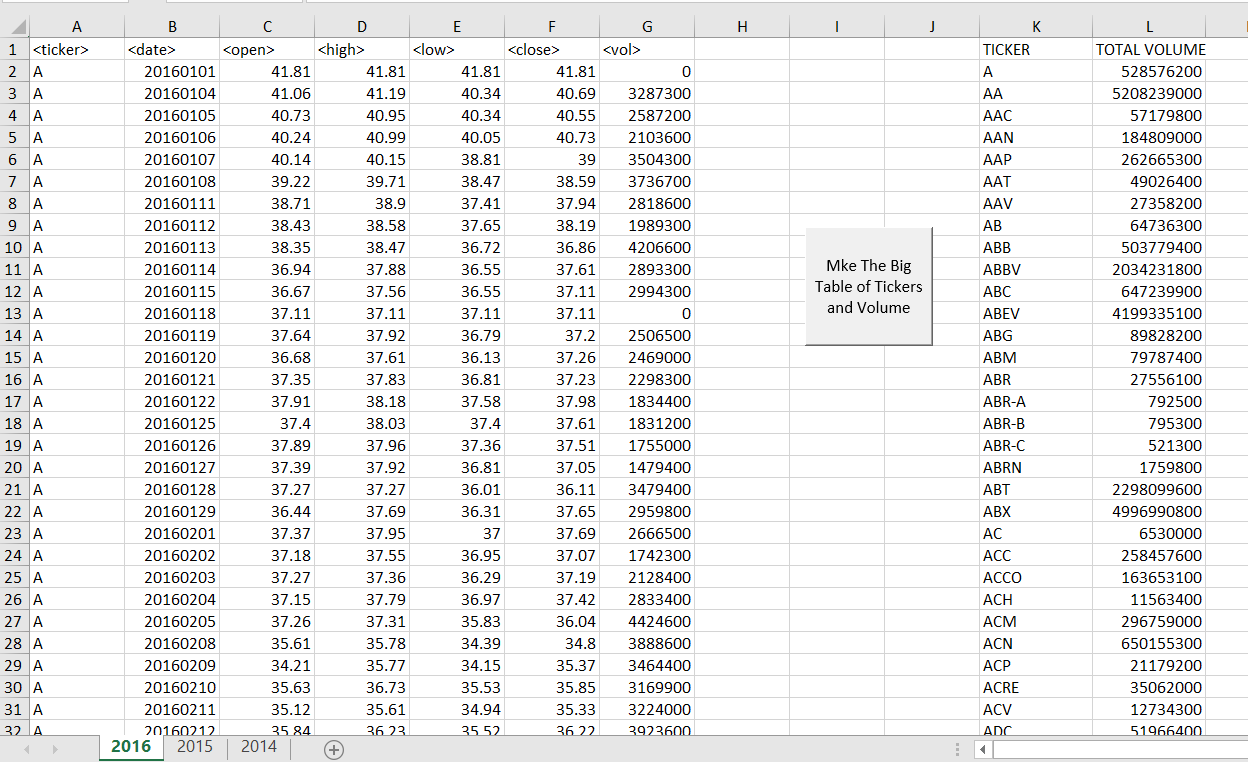 A B C D E F G H I J K L
1 <ticker> <date> <open> <high> <low> <close> <vol> TICKER TOTAL VOLUME
2 A 20160101 41.81 41.81 41.81 41.81 0 A 528576200
3 A 20160104 41.06 41.19 40.34 40.69 3287300 AA 5208239000
4 A 20160105 40.73 40.95 40.34 40.55 2587200 AAC 57179800
5 A 20160106 40.24 40.99 40.05 40.73 2103600 AAN 184809000
6 A 20160107 40.14 40.15 38.81 39 3504300 AAP 262665300
7 A 20160108 39.22 39.71 38.47 38.59 3736700 AAT 49026400
8 A 20160111 38.71 38.9 37.41 37.94 2818600 AAV 27358200
9 A 20160112 38.43 38.58 37.65 38.19 1989300 AB 64736300
10 A 20160113 38.35 38.47 36.72 36.86 4206600 ABB 503779400
11 A 20160114 36.94 37.88 36.55 37.61 2893300 ABBV 2034231800
12 A 20160115 36.67 37.56 36.55 37.11 2994300 ABC 647239900
13 A 20160118 37.11 37.11 37.11 37.11 0 ABEV 4199335100
14 A 20160119 37.64 37.92 36.79 37.2 2506500 ABG 89828200
15 A 20160120 36.68 37.61 36.13 37.26 2469000 ABM 79787400
16 A 20160121 37.35 37.83 36.81 37.23 2298300 ABR 27556100
17 A 20160122 37.91 38.18 37.58 37.98 1834400 ABR-A 792500
18 A 20160125 37.4 38.03 37.4 37.61 1831200 ABR-B 795300
19 A 20160126 37.89 37.96 37.36 37.51 1755000 ABR-C 521300
20 A 20160127 37.39 37.92 36.81 37.05 1479400 ABRN 1759800
21 A 20160128 37.27 37.27 36.01 36.11 3479400 ABT 2298099600
22 A 20160129 36.44 37.69 36.31 37.65 2959800 ABX 4996990800
23 A 20160201 37.37 37.95 37 37.69 2666500 AC 6530000
24 A 20160202 37.18 37.55 36.95 37.07 1742300 ACC 258457600
25 A 20160203 37.27 37.36 36.29 37.19 2128400 ACCO 163653100
26 A 20160204 37.15 37.79 36.97 37.42 2833400 ACH 11563400
27 A 20160205 37.26 37.31 35.83 36.04 4424600 ACM 296759000
28 A 20160208 35.61 35.78 34.39 34.8 3888600 ACN 650155300
29 A 20160209 34.21 35.77 34.15 35.37 3464400 ACP 21179200
30 A 20160210 35.63 36.73 35.53 35.85 3169900 ACRE 35062000
31 A 20160211 35.12 35.61 34.94 35.33 3224000 ACV 12734300
32 A 20160212 35.84 36.23 35.52 36.22 3923600 ADC 51966400
Mke The Big
Table of Tickers
and Volume
2016 2015 2014